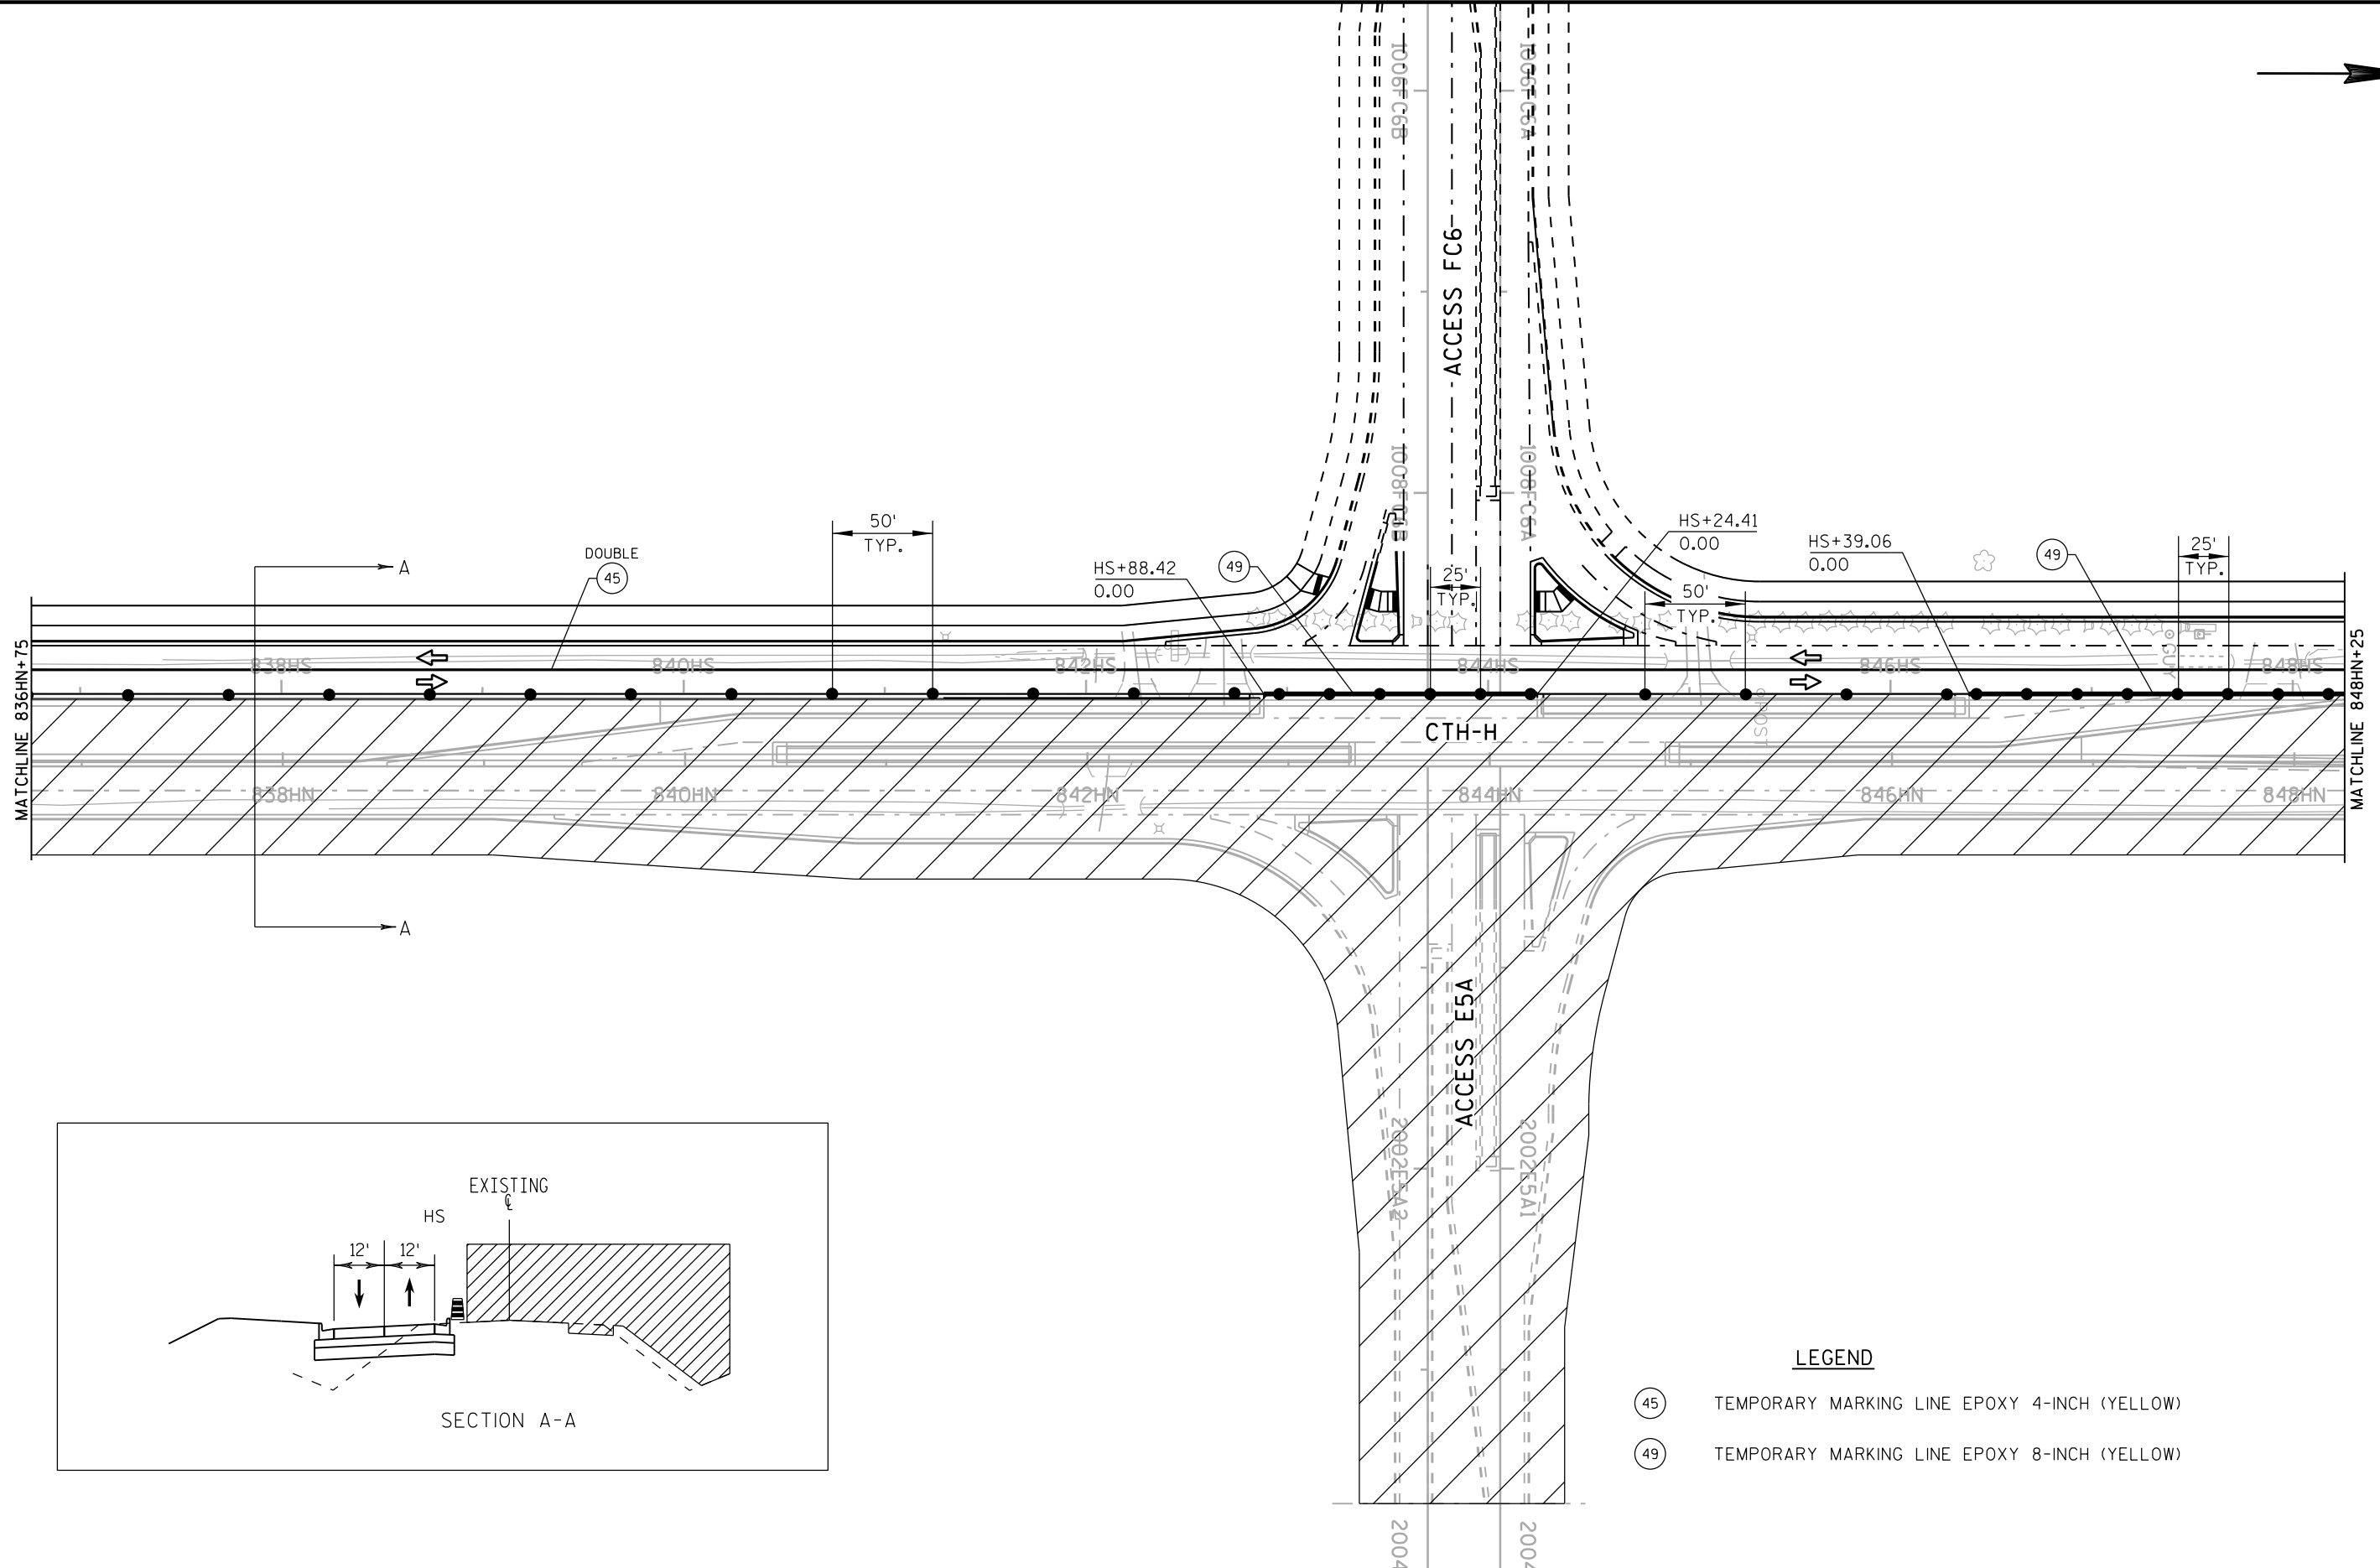 1006FC6B
1006FC6A
ACCESS FC6
1008FC6B
1008FC6A
HS+24.41
0.00
HS+39.06
0.00
49
25'
TYP.
50'
TYP.
DOUBLE
45
A
HS+88.42
0.00
49
25'
TYP.
50'
TYP.
MATCHLINE 836HN+75
838HS
840HS
842HS
844HS
846HS
848HS
GUY
POST
MATCHLINE 848HN+25
CTH-H
838HN
840HN
842HN
844HN
846HN
848HN
A
ACCESS E5A
2002E5A2
2002E5A1
EXISTING
℄
HS
12'
12'
SECTION A-A
LEGEND
45 TEMPORARY MARKING LINE EPOXY 4-INCH (YELLOW)
49 TEMPORARY MARKING LINE EPOXY 8-INCH (YELLOW)
2004
2004